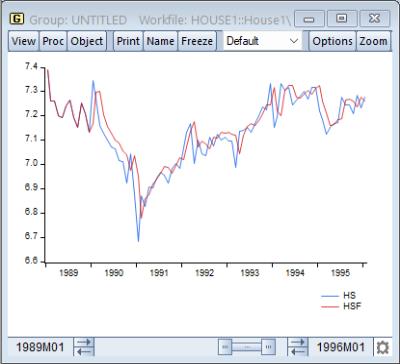 G Group: UNTITLED Workfile: HOUSE1::House1\
View Proc Object Print Name Freeze Default Options Zoom
7.4
7.3
7.2
7.1
7.0
6.9
6.8
6.7
6.6
1989 1990 1991 1992 1993 1994 1995
HS
HSF
1989M01 1996M01